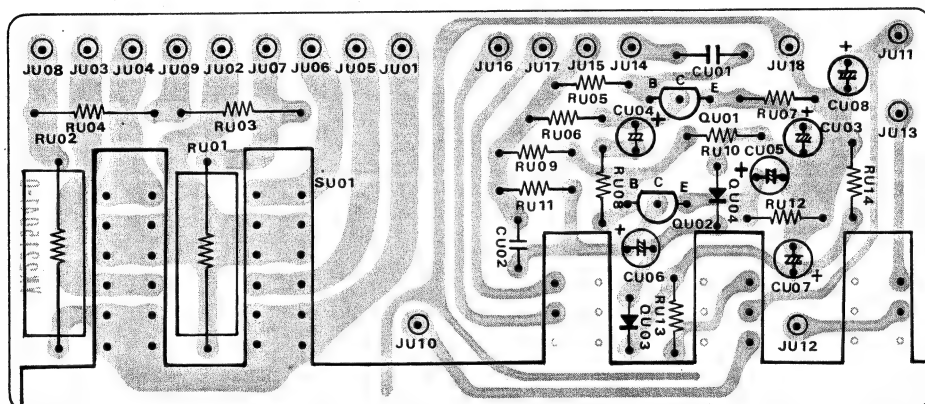 JU08 JU03 JU04 JU09 JU02 JU07 JU06 JU05 JU01 JU16 JU17 JU15 JU14 CU01 JU18 + CU08 JU11
RU04 RU03 RU05 B C E RU07 + CU03 JU13
RU02 RU01 RU06 CU04 + QU01 RU10 CU05
SU01 RU09 RU11 RU08 B C E QU04 + RU12 RU14
CU02 + CU06 QU02 CU07 +
JU10 QU03 RU13 JU12